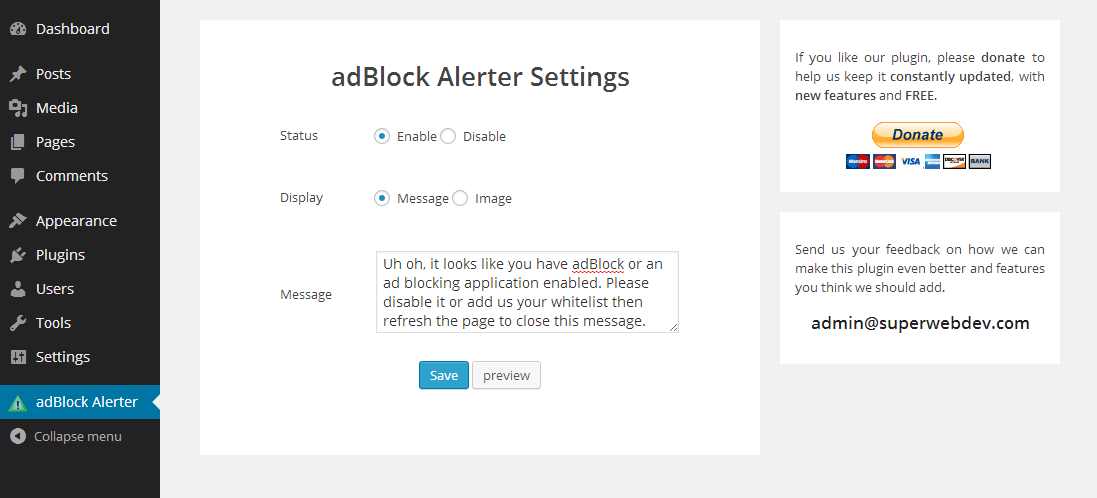 Dashboard
Posts
Media
Pages
Comments
Appearance
Plugins
Users
Tools
Settings
adBlock Alerter
Collapse menu
adBlock Alerter Settings
Status
Enable
Disable
Display
Message
Image
Message
Uh oh, it looks like you have adBlock or an
ad blocking application enabled. Please
disable it or add us your whitelist then
refresh the page to close this message.
Save
preview
If you like our plugin, please donate to
help us keep it constantly updated, with
new features and FREE.
Donate
VISA
BANK
Send us your feedback on how we can
make this plugin even better and features
you think we should add.
admin@superwebdev.com